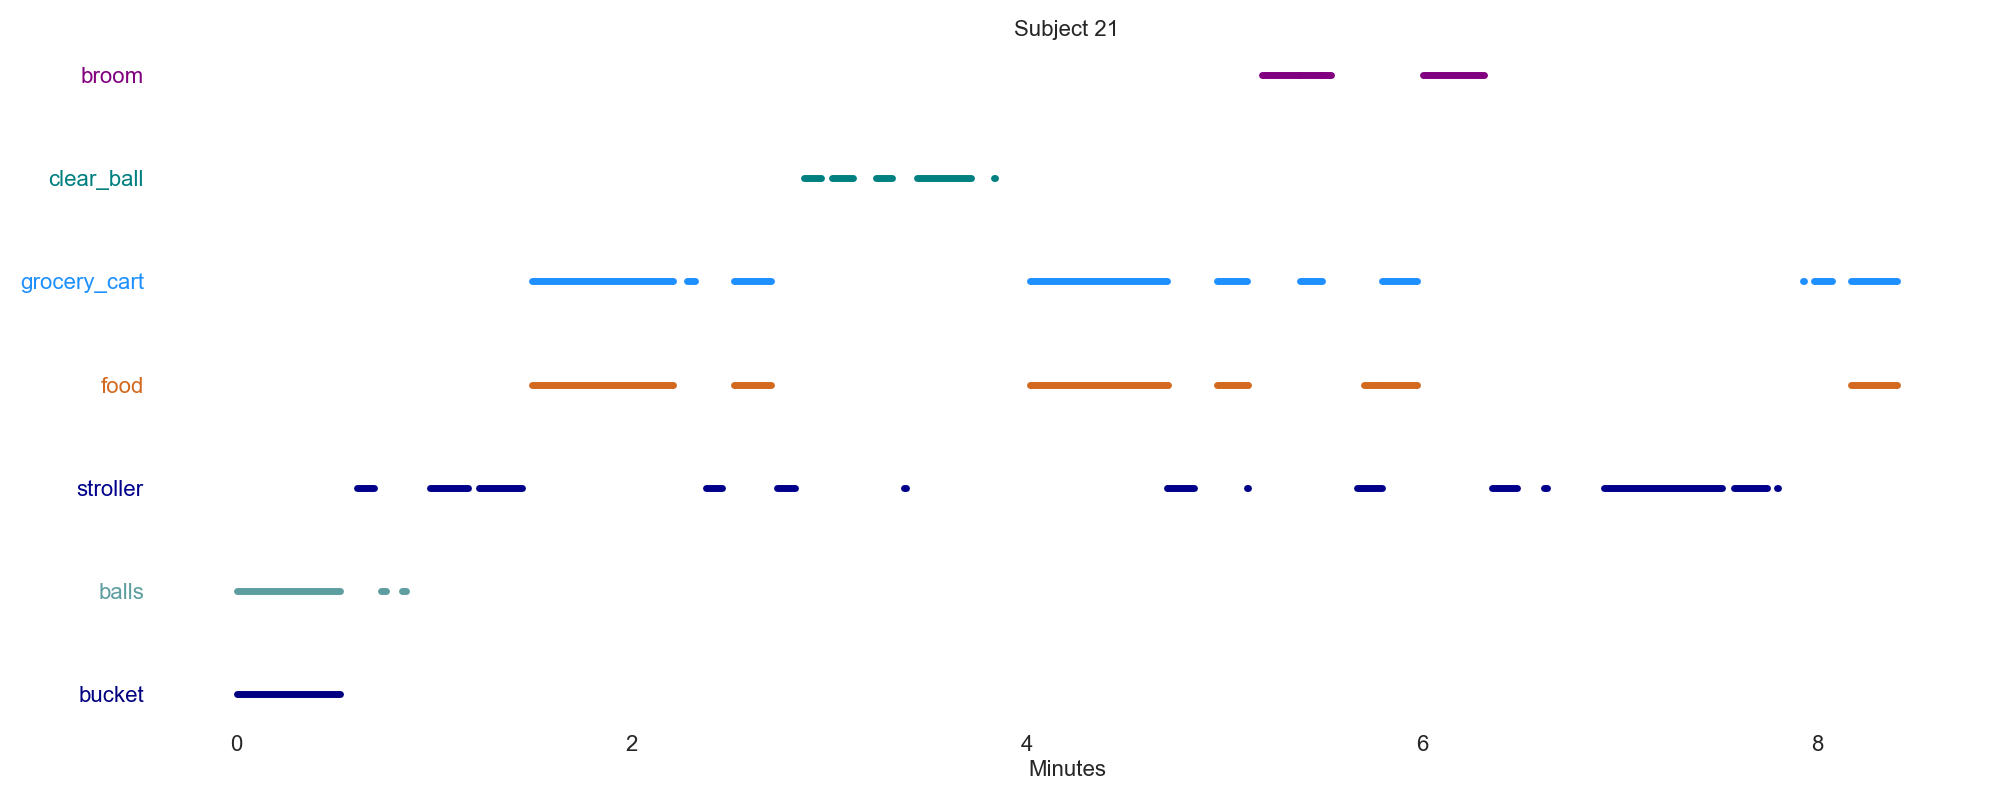 Subject 21
broom
clear_ball
grocery_cart
food
stroller
balls
bucket
0 2 4 6 8
Minutes